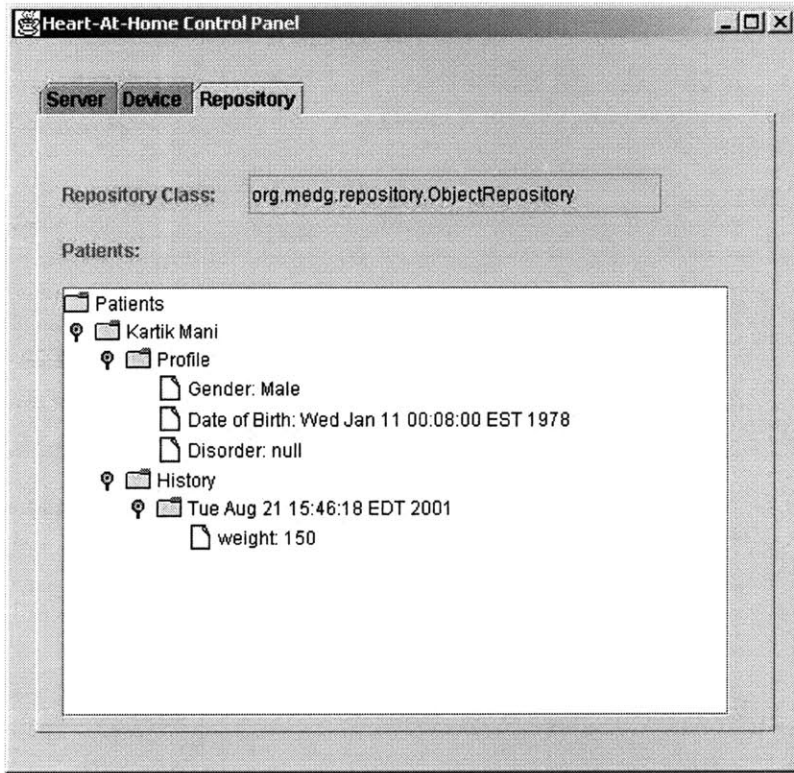 Heart-At-Home Control Panel
Server Device Repository
Repository Class: org.medg.repository.ObjectRepository
Patients:
Patients
Kartik Mani
Profile
Gender: Male
Date of Birth: Wed Jan 11 00:08:00 EST 1978
Disorder: null
History
Tue Aug 21 15:46:18 EDT 2001
weight: 150